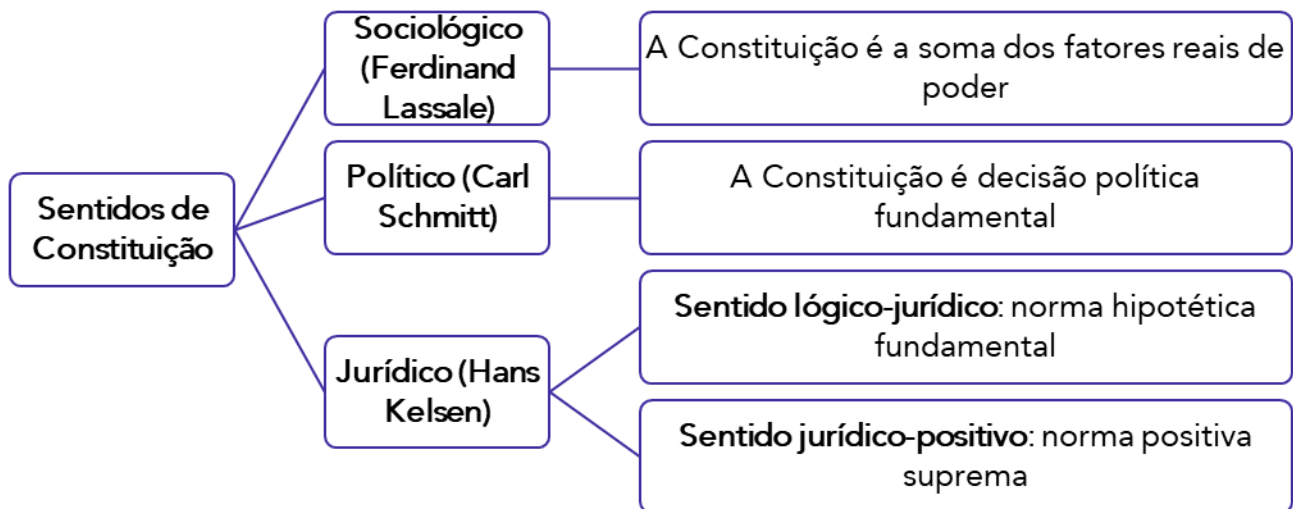 Sentidos de
Constituição
Sociológico
(Ferdinand
Lassale)
A Constituição é a soma dos fatores reais de
poder
Político (Carl
Schmitt)
A Constituição é decisão política
fundamental
Jurídico (Hans
Kelsen)
Sentido lógico-jurídico: norma hipotética
fundamental
Sentido jurídico-positivo: norma positiva
suprema